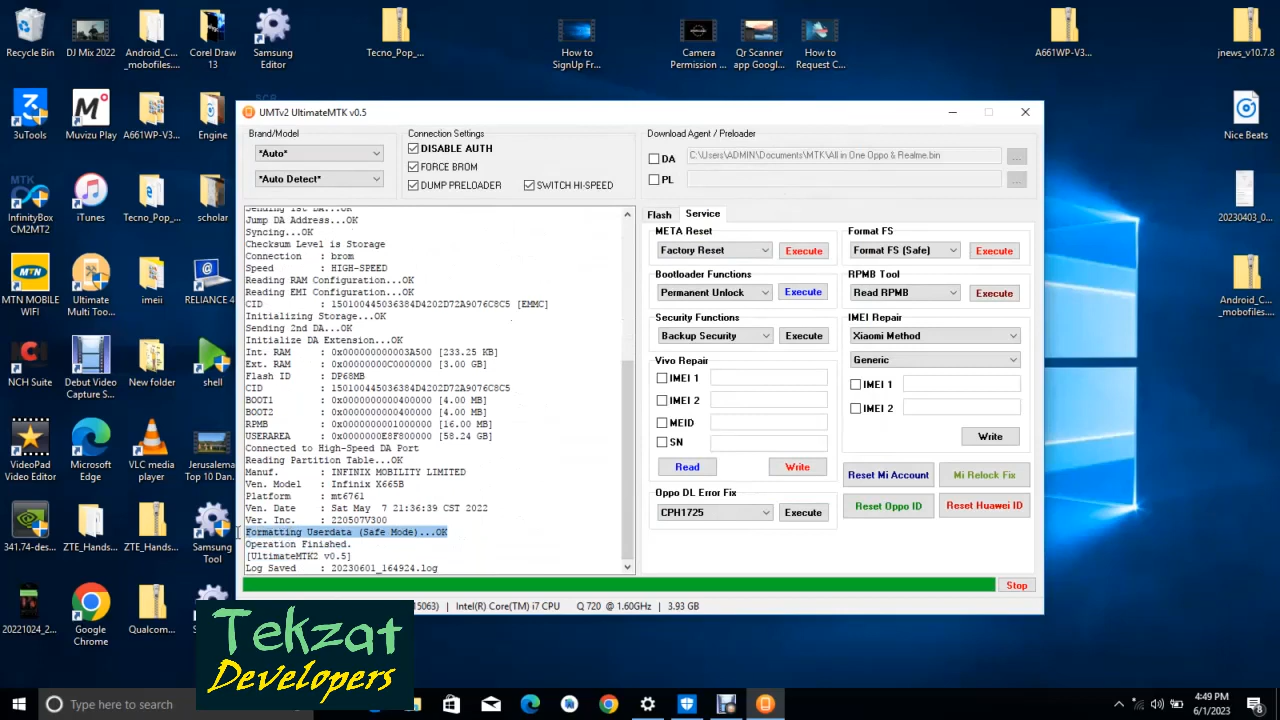 Recycle Bin
DJ Mix 2022
Android_C...
_mobofiles....
Corel Draw
13
Samsung
Editor
Tecno_Pop_...
How to
SignUp Fr...
Camera
Permission ...
Qr Scanner
app Googl...
How to
Request C...
A661WP-V3...
jnews_v10.7.8
3uTools
Muvizu Play
A661WP-V3...
Engine
Nice Beats
MTK
InfinityBox
CM2MT2
iTunes
Tecno_Pop_...
scholar
20230403_0...
MTN
MTN MOBILE
WIFI
Ultimate
Multi Too...
imeii
RELIANCE 4
Android_C...
_mobofiles....
NCH Suite
Debut Video
Capture S...
New folder
shell
VideoPad
Video Editor
Microsoft
Edge
VLC media
player
Jerusalema
Top 10 Dan...
341.74-des...
ZTE_Hands...
ZTE_Hands...
Samsung
Tool
20221024_2...
Google
Chrome
Qualcom...
UMTv2 UltimateMTK v0.5
Brand/Model
*Auto*
*Auto Detect*
Connection Settings
DISABLE AUTH
FORCE BROM
DUMP PRELOADER
SWITCH HI-SPEED
Download Agent / Preloader
DA
C:\Users\ADMIN\Documents\MTK\All in One Oppo & Realme.bin
...
PL
...
Sending 1st DA...OK
Jump DA Address...OK
Syncing...OK
Checksum Level is Storage
Connection : brom
Speed : HIGH-SPEED
Reading RAM Configuration...OK
Reading EMI Configuration...OK
CID : 150100445036384D4202D72A9076C8C5 [EMMC]
Initializing Storage...OK
Sending 2nd DA...OK
Initialize DA Extension...OK
Int. RAM : 0x000000000003A500 [233.25 KB]
Ext. RAM : 0x00000000C0000000 [3.00 GB]
Flash ID : DP68MB
CID : 150100445036384D4202D72A9076C8C5
BOOT1 : 0x0000000000400000 [4.00 MB]
BOOT2 : 0x0000000000400000 [4.00 MB]
RPMB : 0x0000000001000000 [16.00 MB]
USERAREA : 0x0000000E8F800000 [58.24 GB]
Connected to High-Speed DA Port
Reading Partition Table...OK
Manuf. : INFINIX MOBILITY LIMITED
Ven. Model : Infinix X665B
Platform : mt6761
Ven. Date : Sat May 7 21:36:39 CST 2022
Ver. Inc. : 220507V300
Formatting Userdata (Safe Mode)...OK
Operation Finished.
[UltimateMTK2 v0.5]
Log Saved : 20230601_164924.log
Flash
Service
META Reset
Factory Reset
Execute
Bootloader Functions
Permanent Unlock
Execute
Security Functions
Backup Security
Execute
Vivo Repair
IMEI 1
IMEI 2
MEID
SN
Read
Write
Oppo DL Error Fix
CPH1725
Execute
Format FS
Format FS (Safe)
Execute
RPMB Tool
Read RPMB
Execute
IMEI Repair
Xiaomi Method
Generic
IMEI 1
IMEI 2
Write
Reset Mi Account
Mi Relock Fix
Reset Oppo ID
Reset Huawei ID
Stop
15063) | Intel(R) Core(TM) i7 CPU Q 720 @ 1.60GHz | 3.93 GB
Tekzat
Developers
Type here to search
4:49 PM
6/1/2023
8